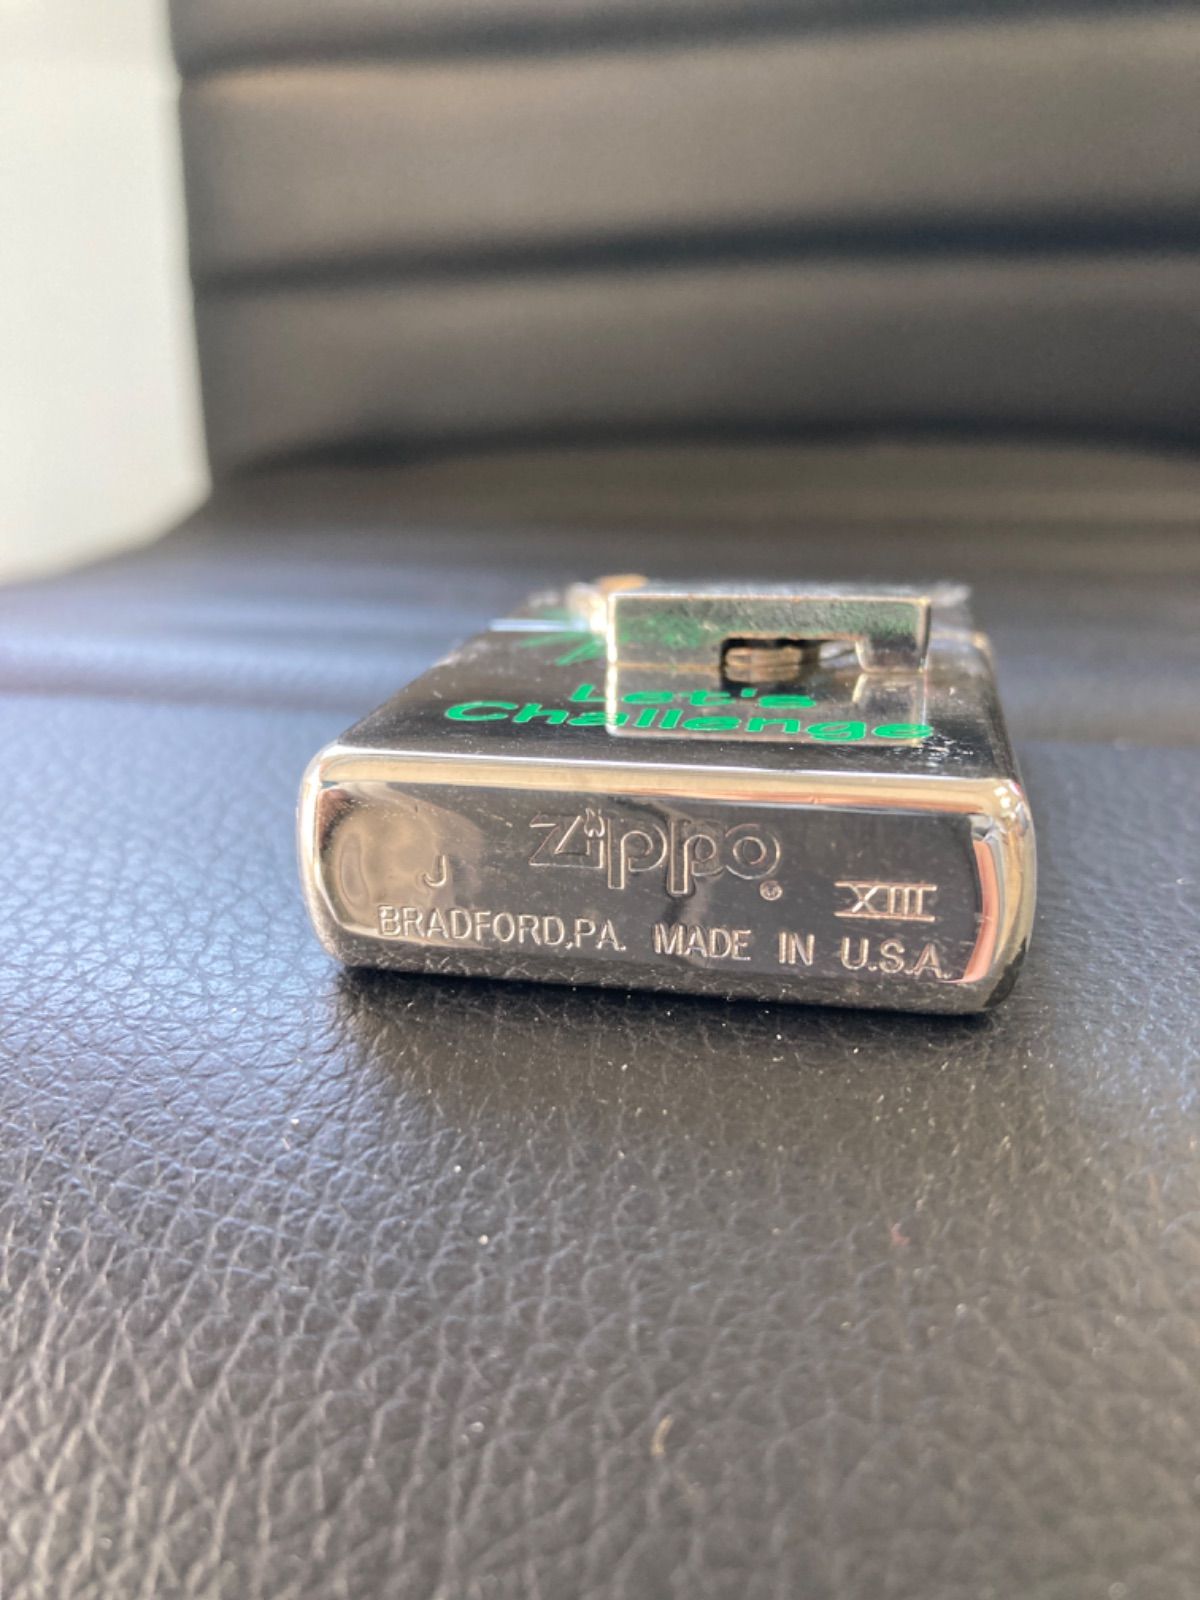 Let's
Challenge
Zippo®
J XIII
BRADFORD,PA. MADE IN U.S.A.